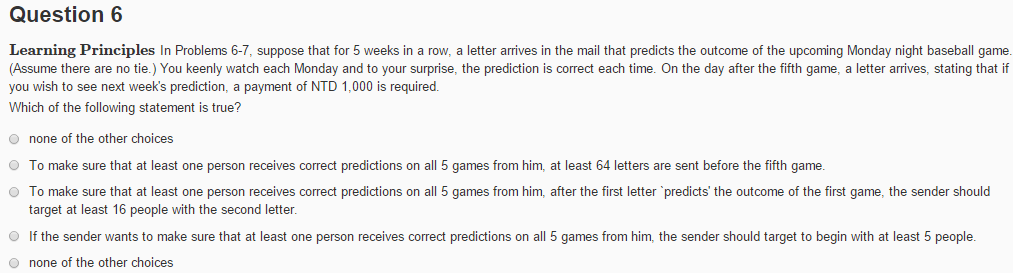 Question 6
Learning Principles In Problems 6-7, suppose that for 5 weeks in a row, a letter arrives in the mail that predicts the outcome of the upcoming Monday night baseball game.
(Assume there are no tie.) You keenly watch each Monday and to your surprise, the prediction is correct each time. On the day after the fifth game, a letter arrives, stating that if
you wish to see next week's prediction, a payment of NTD 1,000 is required.
Which of the following statement is true?
none of the other choices
To make sure that at least one person receives correct predictions on all 5 games from him, at least 64 letters are sent before the fifth game.
To make sure that at least one person receives correct predictions on all 5 games from him, after the first letter `predicts' the outcome of the first game, the sender should
target at least 16 people with the second letter.
If the sender wants to make sure that at least one person receives correct predictions on all 5 games from him, the sender should target to begin with at least 5 people.
none of the other choices